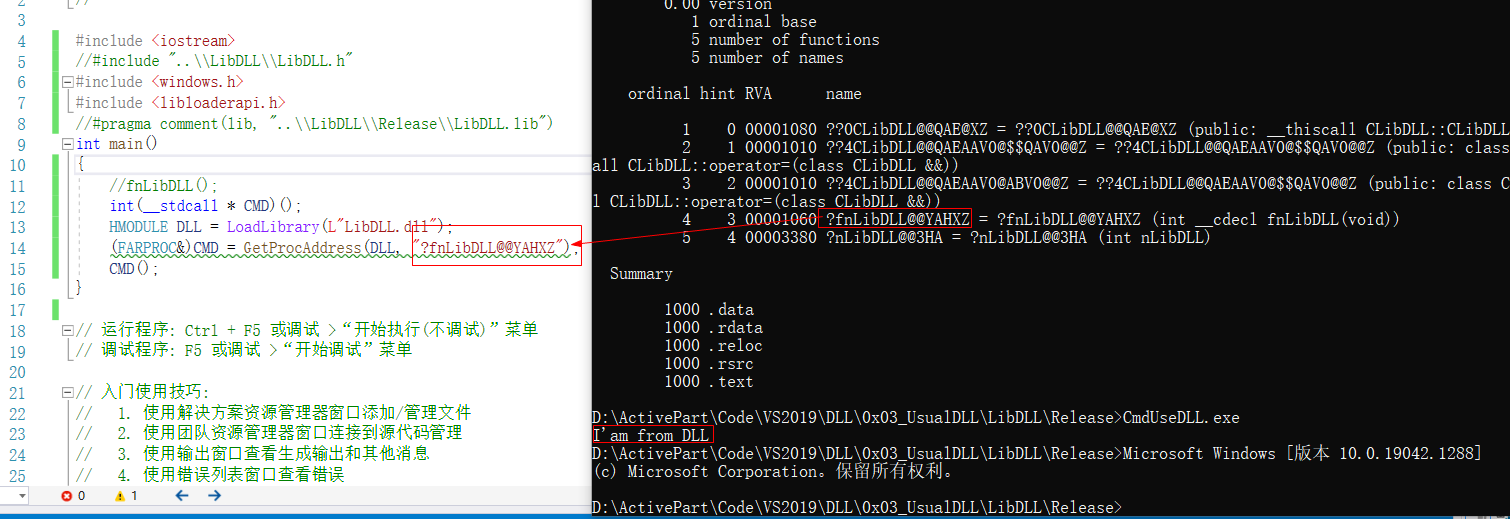 2
//
3
4 #include <iostream>
5 //#include "..\\LibDLL\\LibDLL.h"
6 #include <windows.h>
7 #include <libloaderapi.h>
8 //#pragma comment(lib, "..\\LibDLL\\Release\\LibDLL.lib")
9 int main()
10 {
11 //fnLibDLL();
12 int(__stdcall * CMD)();
13 HMODULE DLL = LoadLibrary(L"LibDLL.dll");
14 (FARPROC&)CMD = GetProcAddress(DLL, "?fnLibDLL@@YAHXZ");
15 CMD();
16 }
17
18 // 运行程序: Ctrl + F5 或调试 >“开始执行(不调试)”菜单
19 // 调试程序: F5 或调试 >“开始调试”菜单
20
21 // 入门使用技巧:
22 // 1. 使用解决方案资源管理器窗口添加/管理文件
23 // 2. 使用团队资源管理器窗口连接到源代码管理
24 // 3. 使用输出窗口查看生成输出和其他消息
25 // 4. 使用错误列表窗口查看错误
0 1
0.00 version
1 ordinal base
5 number of functions
5 number of names
ordinal hint RVA name
1 0 00001080 ??0CLibDLL@@QAE@XZ = ??0CLibDLL@@QAE@XZ (public: __thiscall CLibDLL::CLibDLL
2 1 00001010 ??4CLibDLL@@QAEAAV0@$$QAV0@@Z = ??4CLibDLL@@QAEAAV0@$$QAV0@@Z (public: class
all CLibDLL::operator=(class CLibDLL &&))
3 2 00001010 ??4CLibDLL@@QAEAAV0@ABV0@@Z = ??4CLibDLL@@QAEAAV0@$$QAV0@@Z (public: class C
l CLibDLL::operator=(class CLibDLL &&))
4 3 00001060 ?fnLibDLL@@YAHXZ = ?fnLibDLL@@YAHXZ (int __cdecl fnLibDLL(void))
5 4 00003380 ?nLibDLL@@3HA = ?nLibDLL@@3HA (int nLibDLL)
Summary
1000 .data
1000 .rdata
1000 .reloc
1000 .rsrc
1000 .text
D:\ActivePart\Code\VS2019\DLL\0x03_UsualDLL\LibDLL\Release>CmdUseDLL.exe
I'am from DLL
D:\ActivePart\Code\VS2019\DLL\0x03_UsualDLL\LibDLL\Release>Microsoft Windows [版本 10.0.19042.1288]
(c) Microsoft Corporation。保留所有权利。
D:\ActivePart\Code\VS2019\DLL\0x03_UsualDLL\LibDLL\Release>